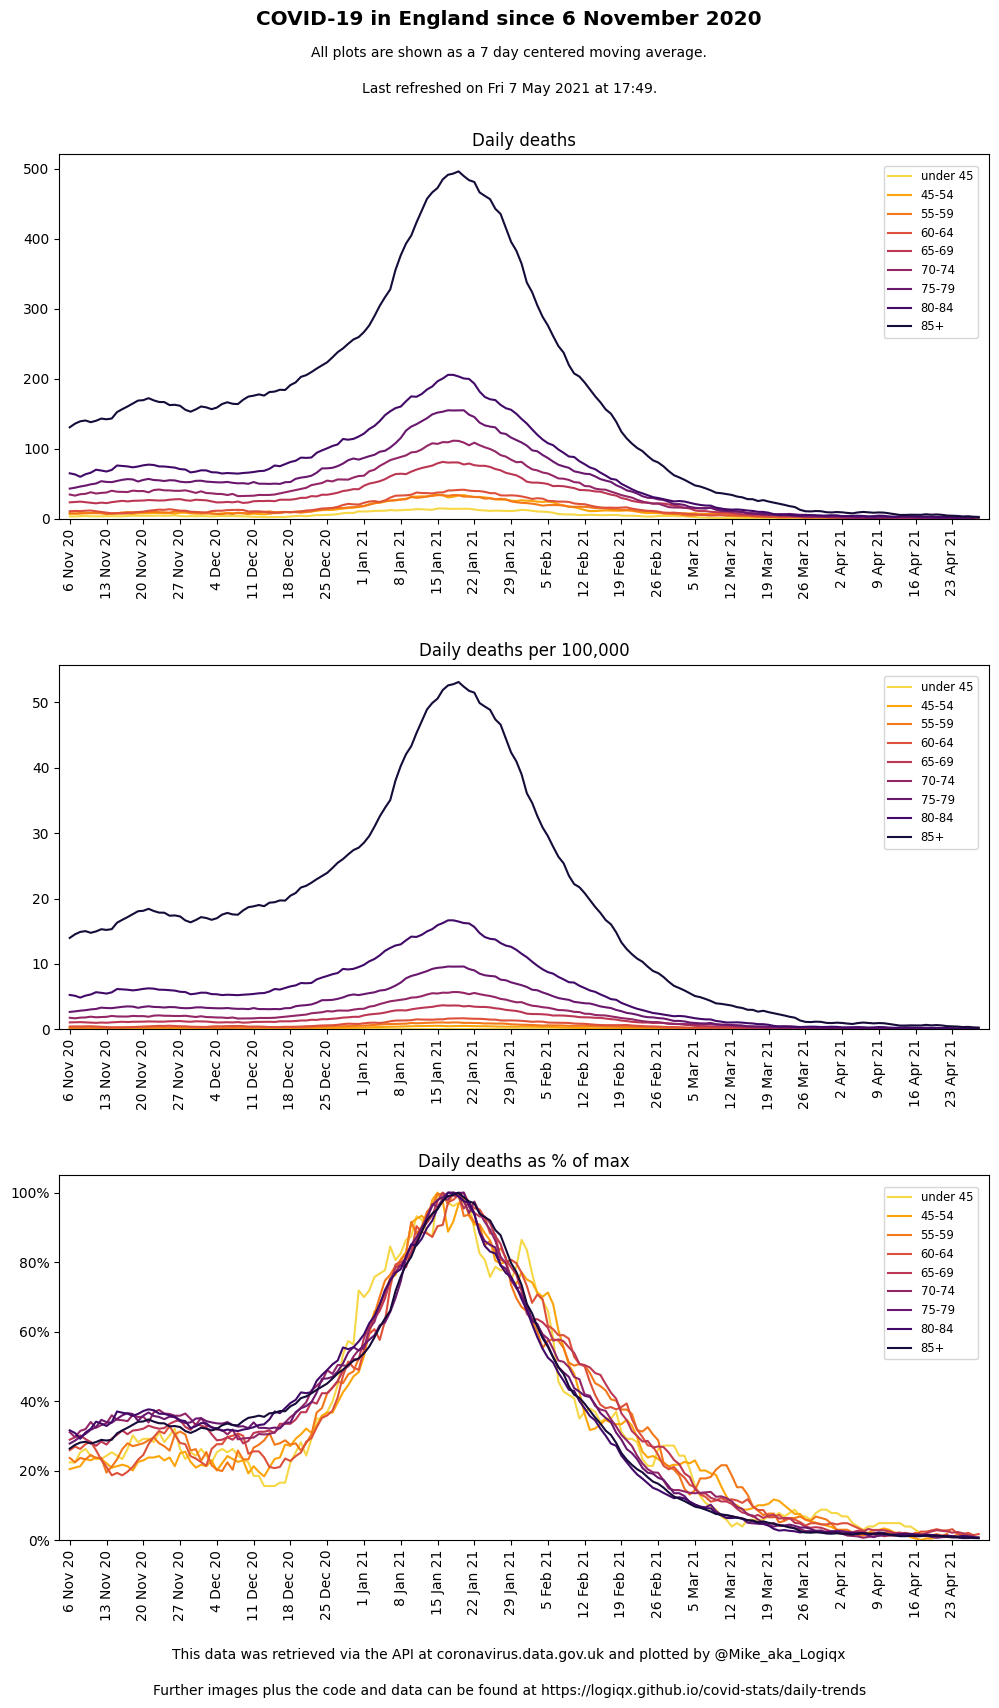 COVID-19 in England since 6 November 2020
All plots are shown as a 7 day centered moving average.
Last refreshed on Fri 7 May 2021 at 17:49.
Daily deaths
500
400
300
200
100
0
under 45
45-54
55-59
60-64
65-69
70-74
75-79
80-84
85+
6 Nov 20
13 Nov 20
20 Nov 20
27 Nov 20
4 Dec 20
11 Dec 20
18 Dec 20
25 Dec 20
1 Jan 21
8 Jan 21
15 Jan 21
22 Jan 21
29 Jan 21
5 Feb 21
12 Feb 21
19 Feb 21
26 Feb 21
5 Mar 21
12 Mar 21
19 Mar 21
26 Mar 21
2 Apr 21
9 Apr 21
16 Apr 21
23 Apr 21
Daily deaths per 100,000
50
40
30
20
10
0
under 45
45-54
55-59
60-64
65-69
70-74
75-79
80-84
85+
6 Nov 20
13 Nov 20
20 Nov 20
27 Nov 20
4 Dec 20
11 Dec 20
18 Dec 20
25 Dec 20
1 Jan 21
8 Jan 21
15 Jan 21
22 Jan 21
29 Jan 21
5 Feb 21
12 Feb 21
19 Feb 21
26 Feb 21
5 Mar 21
12 Mar 21
19 Mar 21
26 Mar 21
2 Apr 21
9 Apr 21
16 Apr 21
23 Apr 21
Daily deaths as % of max
100%
80%
60%
40%
20%
0%
under 45
45-54
55-59
60-64
65-69
70-74
75-79
80-84
85+
6 Nov 20
13 Nov 20
20 Nov 20
27 Nov 20
4 Dec 20
11 Dec 20
18 Dec 20
25 Dec 20
1 Jan 21
8 Jan 21
15 Jan 21
22 Jan 21
29 Jan 21
5 Feb 21
12 Feb 21
19 Feb 21
26 Feb 21
5 Mar 21
12 Mar 21
19 Mar 21
26 Mar 21
2 Apr 21
9 Apr 21
16 Apr 21
23 Apr 21
This data was retrieved via the API at coronavirus.data.gov.uk and plotted by @Mike_aka_Logiqx
Further images plus the code and data can be found at https://logiqx.github.io/covid-stats/daily-trends